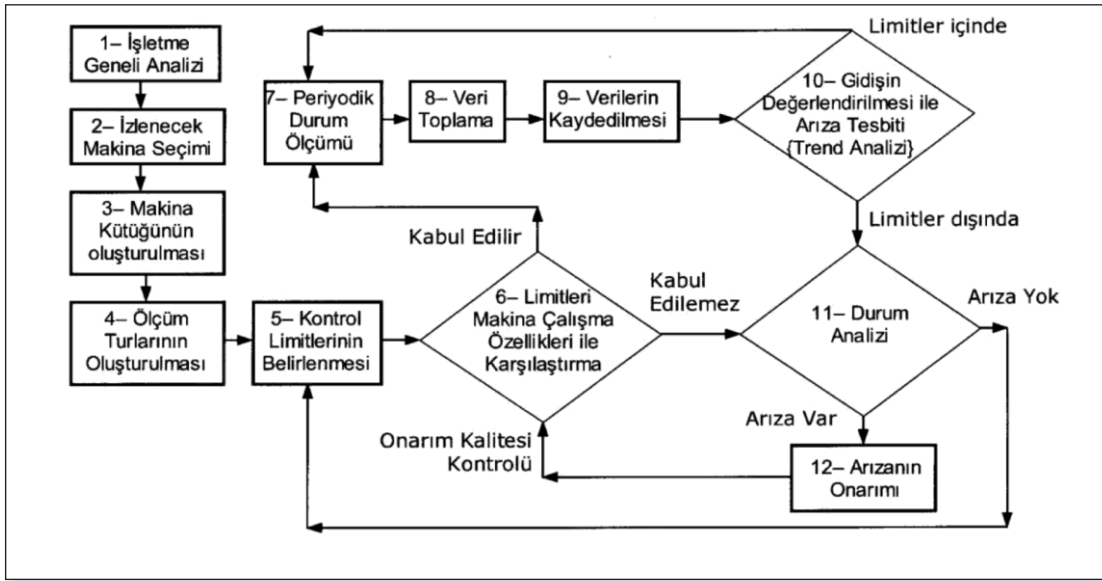 1– İşletme
Geneli Analizi
2– İzlenecek
Makina Seçimi
3– Makina
Kütüğünün
oluşturulması
4– Ölçüm
Turlarının
Oluşturulması
5– Kontrol
Limitlerinin
Belirlenmesi
6– Limitleri
Makina Çalışma
Özellikleri ile
Karşılaştırma
Kabul Edilir
Kabul
Edilemez
7– Periyodik
Durum
Ölçümü
8– Veri
Toplama
9– Verilerin
Kaydedilmesi
10– Gidişin
Değerlendirilmesi ile
Arıza Tesbiti
{Trend Analizi}
Limitler içinde
Limitler dışında
11– Durum
Analizi
Arıza Yok
Arıza Var
12– Arızanın
Onarımı
Onarım Kalitesi
Kontrolü